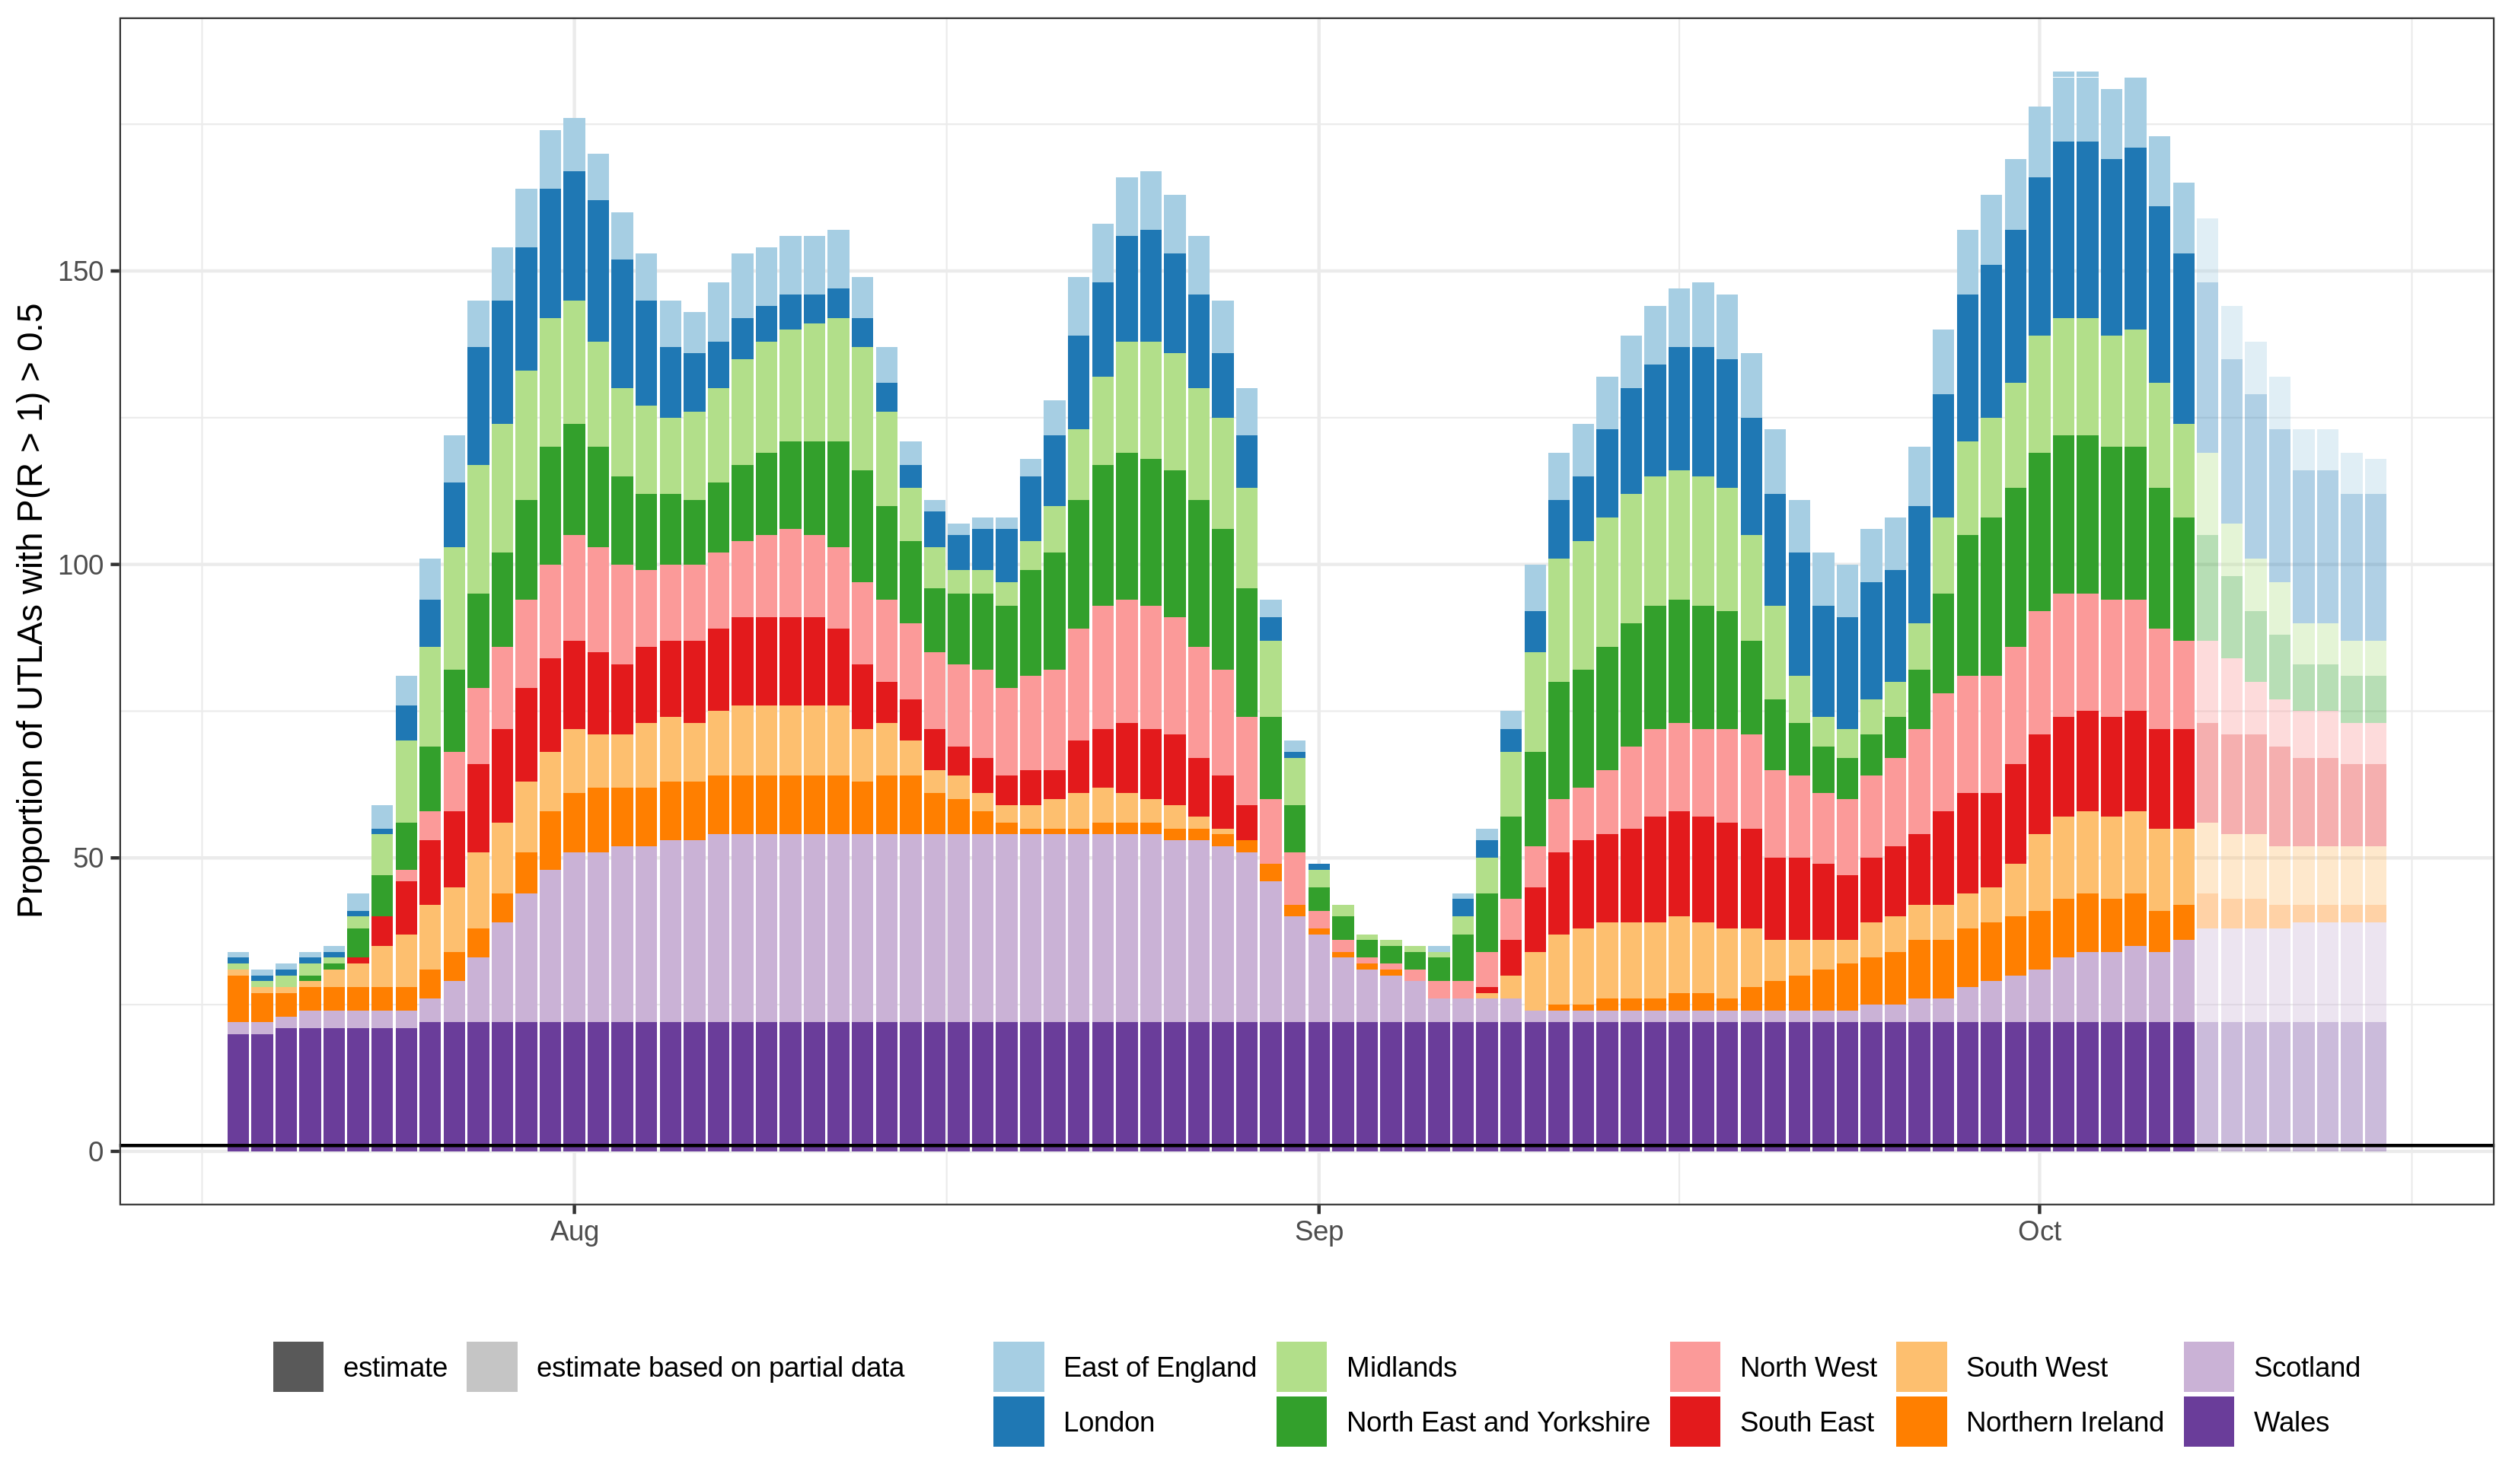 Proportion of UTLAs with P(R > 1) > 0.5
150
100
50
0
Aug Sep Oct
estimate estimate based on partial data East of England Midlands North West South West Scotland
London North East and Yorkshire South East Northern Ireland Wales